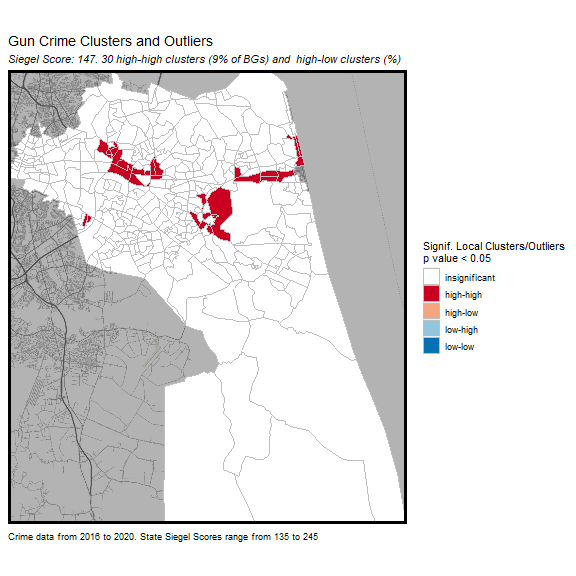 Gun Crime Clusters and Outliers
Siegel Score: 147. 30 high-high clusters (9% of BGs) and  high-low clusters (%)
Signif. Local Clusters/Outliers
p value < 0.05
insignificant
high-high
high-low
low-high
low-low
Crime data from 2016 to 2020. State Siegel Scores range from 135 to 245